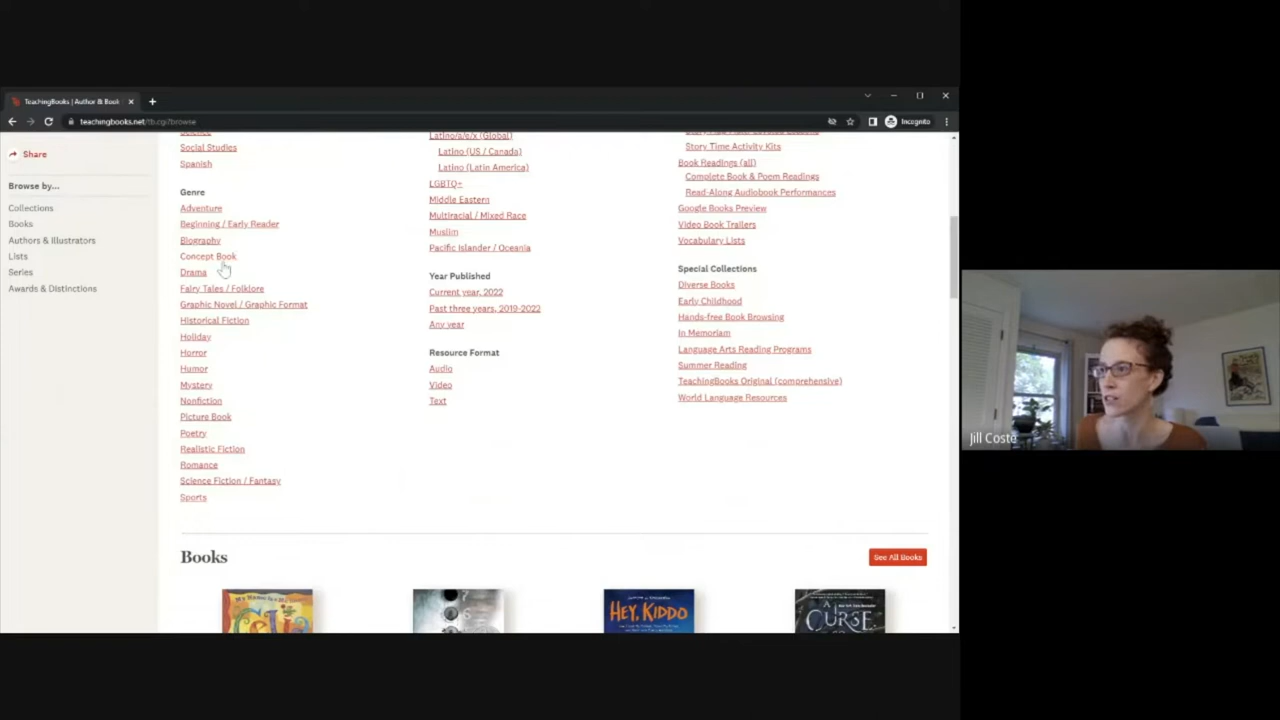 TeachingBooks | Author & Book
teachingbooks.net/tb.cgi?browse
Incognito
Share
Browse by...
Collections
Books
Authors & Illustrators
Lists
Series
Awards & Distinctions
Social Studies
Spanish
Genre
Adventure
Beginning / Early Reader
Biography
Concept Book
Drama
Fairy Tales / Folklore
Graphic Novel / Graphic Format
Historical Fiction
Holiday
Horror
Humor
Mystery
Nonfiction
Picture Book
Poetry
Realistic Fiction
Romance
Science Fiction / Fantasy
Sports
Latino/a/e/x (Global)
Latino (US / Canada)
Latino (Latin America)
LGBTQ+
Middle Eastern
Multiracial / Mixed Race
Muslim
Pacific Islander / Oceania
Year Published
Current year, 2022
Past three years, 2019-2022
Any year
Resource Format
Audio
Video
Text
Story Time Activity Kits
Book Readings (all)
Complete Book & Poem Readings
Read-Along Audiobook Performances
Google Books Preview
Video Book Trailers
Vocabulary Lists
Special Collections
Diverse Books
Early Childhood
Hands-free Book Browsing
In Memoriam
Language Arts Reading Programs
Summer Reading
TeachingBooks Original (comprehensive)
World Language Resources
Books
See All Books
HEY, KIDDO
A
CURSE
Jill Coste